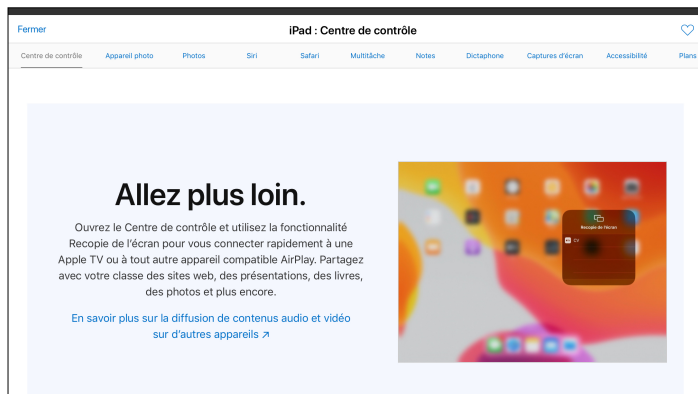 Fermer
iPad : Centre de contrôle
Centre de contrôle
Appareil photo
Photos
Siri
Safari
Multitâche
Notes
Dictaphone
Captures d'écran
Accessibilité
Plans
Allez plus loin.
Ouvrez le Centre de contrôle et utilisez la fonctionnalité
Recopie de l'écran pour vous connecter rapidement à une
Apple TV ou à tout autre appareil compatible AirPlay. Partagez
avec votre classe des sites web, des présentations, des livres,
des photos et plus encore.
En savoir plus sur la diffusion de contenus audio et vidéo
sur d'autres appareils ↗
Recopie de l'écran
CV